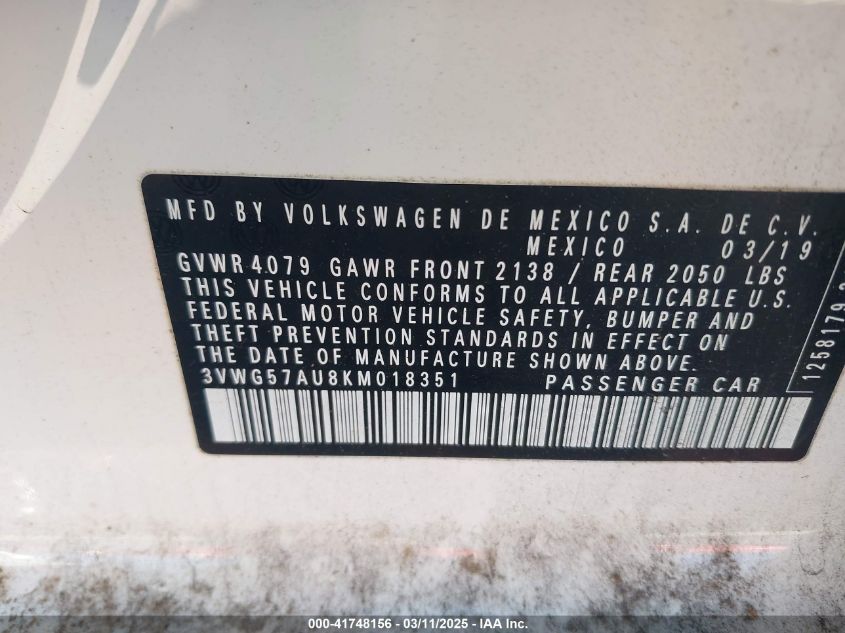 MFD BY VOLKSWAGEN DE MEXICO S.A. DE C.V.
MEXICO 03/19
GVWR 4079 GAWR FRONT 2138 / REAR 2050 LBS
THIS VEHICLE CONFORMS TO ALL APPLICABLE U.S.
FEDERAL MOTOR VEHICLE SAFETY, BUMPER AND
THEFT PREVENTION STANDARDS IN EFFECT ON
THE DATE OF MANUFACTURE SHOWN ABOVE.
3VWG57AU8KM018351 PASSENGER CAR
1258179
000-41748156 - 03/11/2025 - IAA Inc.